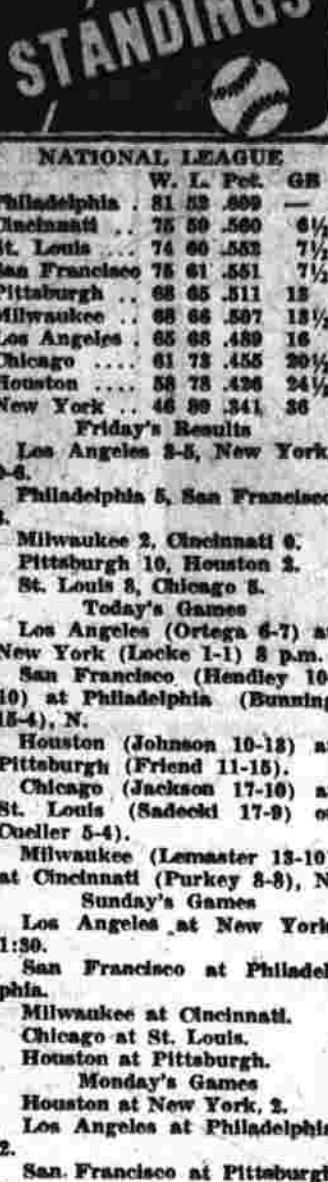 STANDINGS
NATIONAL LEAGUE
W. L. Pct. GB
Philadelphia . 81 52 .609 —
Cincinnati .. 75 59 .560 6½
St. Louis ... 74 60 .552 7½
San Francisco 75 61 .551 7½
Pittsburgh .. 68 65 .511 13
Milwaukee .. 68 66 .507 13½
Los Angeles . 65 68 .489 16
Chicago .... 61 73 .455 20½
Houston .... 58 78 .426 24½
New York .. 46 89 .341 36
Friday's Results
Los Angeles 3-5, New York
0-6.
Philadelphia 5, San Francisco
3.
Milwaukee 2, Cincinnati 0.
Pittsburgh 10, Houston 2.
St. Louis 8, Chicago 5.
Today's Games
Los Angeles (Ortega 6-7) at
New York (Locke 1-1) 8 p.m.
San Francisco (Hendley 10-
10) at Philadelphia (Bunning
15-4), N.
Houston (Johnson 10-13) at
Pittsburgh (Friend 11-15).
Chicago (Jackson 17-10) at
St. Louis (Sadecki 17-9) or
Cueller 5-4).
Milwaukee (Lemaster 13-10)
at Cincinnati (Purkey 8-8), N
Sunday's Games
Los Angeles at New York
1:30.
San Francisco at Philadel
phia.
Milwaukee at Cincinnati.
Chicago at St. Louis.
Houston at Pittsburgh.
Monday's Games
Houston at New York, 2.
Los Angeles at Philadelphia
2.
San Francisco at Pittsburgh